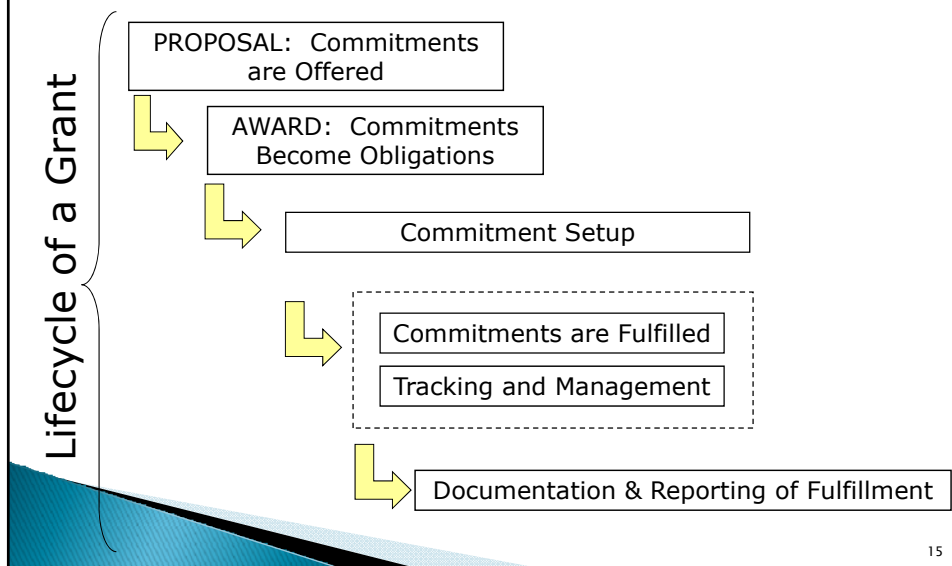 Lifecycle of a Grant
PROPOSAL: Commitments
are Offered
AWARD: Commitments
Become Obligations
Commitment Setup
Commitments are Fulfilled
Tracking and Management
Documentation & Reporting of Fulfillment
15